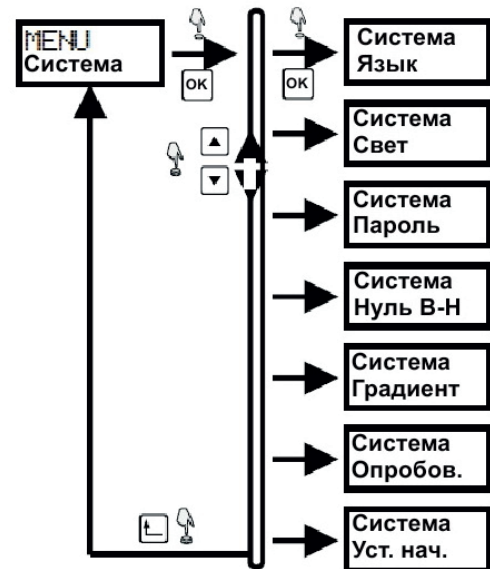 MENU
Система
OK
OK
Система
Язык
Система
Свет
Система
Пароль
Система
Нуль В-Н
Система
Градиент
Система
Опробов.
Система
Уст. нач.